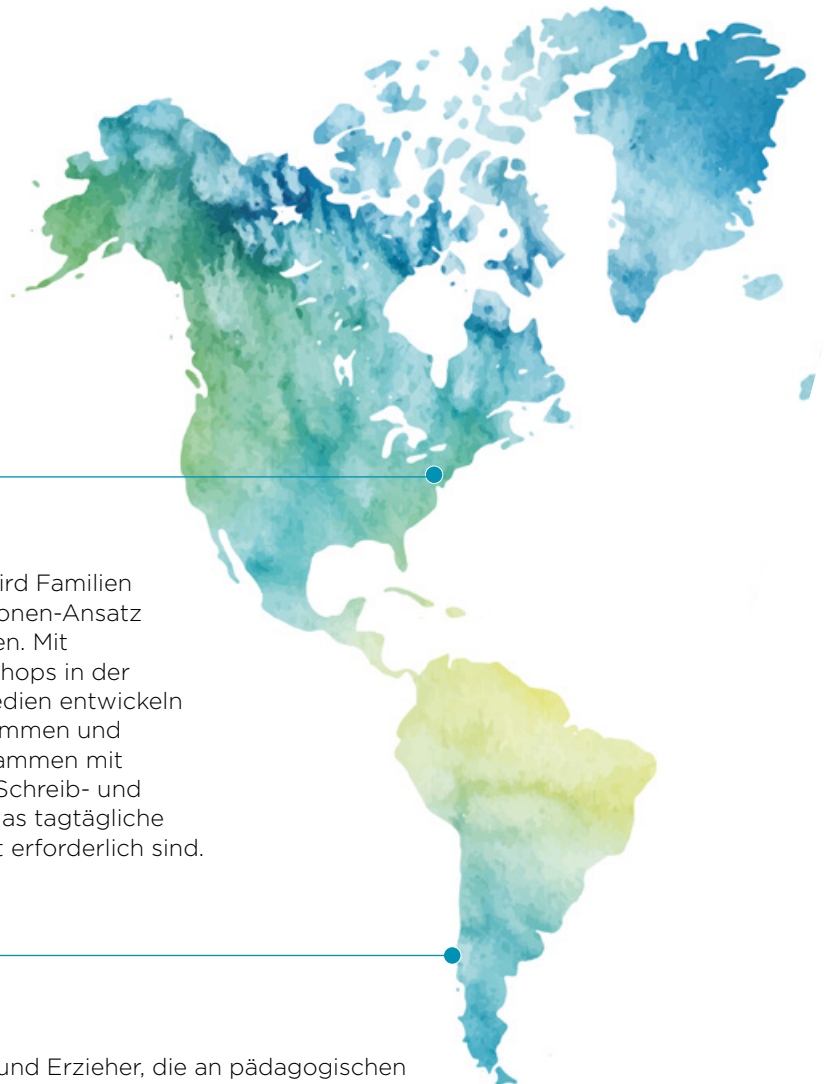 ird Familien
onen-Ansatz
en. Mit
hops in der
edien entwickeln
mmen und
ammen mit
Schreib- und
as tagtägliche
t erforderlich sind.
und Erzieher, die an pädagogischen